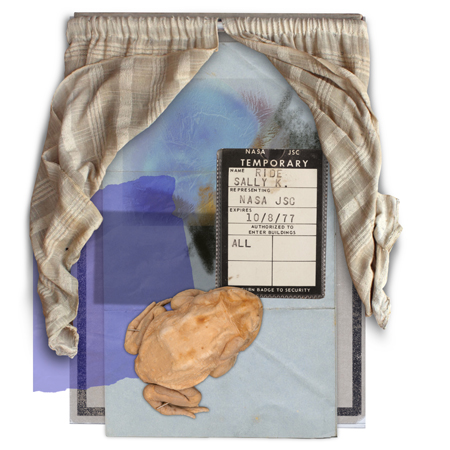 NASA / JSC
TEMPORARY
NAME RIDE
SALLY K.
REPRESENTING
NASA JSC
EXPIRES
10/8/77
AUTHORIZED TO
ENTER BUILDINGS
ALL
BADGE TO SECURITY